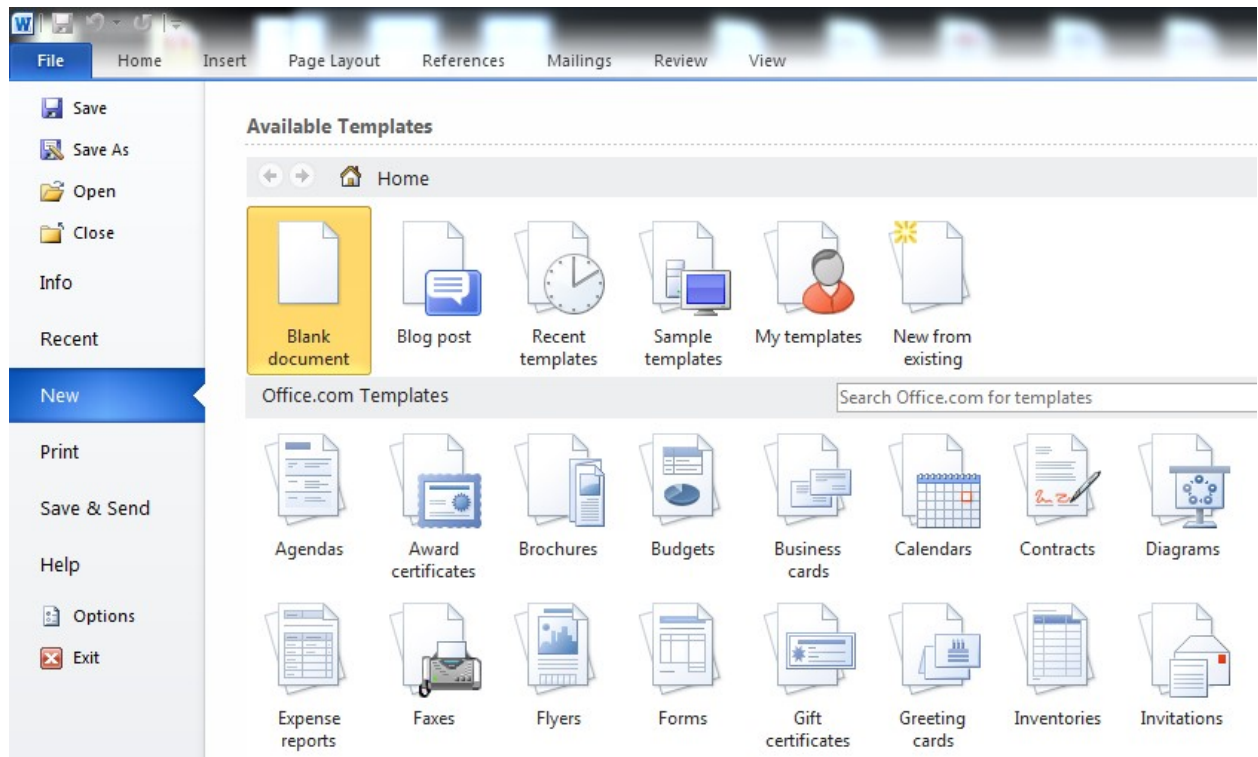 W
File Home Insert Page Layout References Mailings Review View
Save
Save As
Open
Close
Info
Recent
New
Print
Save & Send
Help
Options
Exit
Available Templates
Home
Blank
document
Blog post
Recent
templates
Sample
templates
My templates
New from
existing
Office.com Templates
Search Office.com for templates
Agendas
Award
certificates
Brochures
Budgets
Business
cards
Calendars
Contracts
Diagrams
Expense
reports
Faxes
Flyers
Forms
Gift
certificates
Greeting
cards
Inventories
Invitations